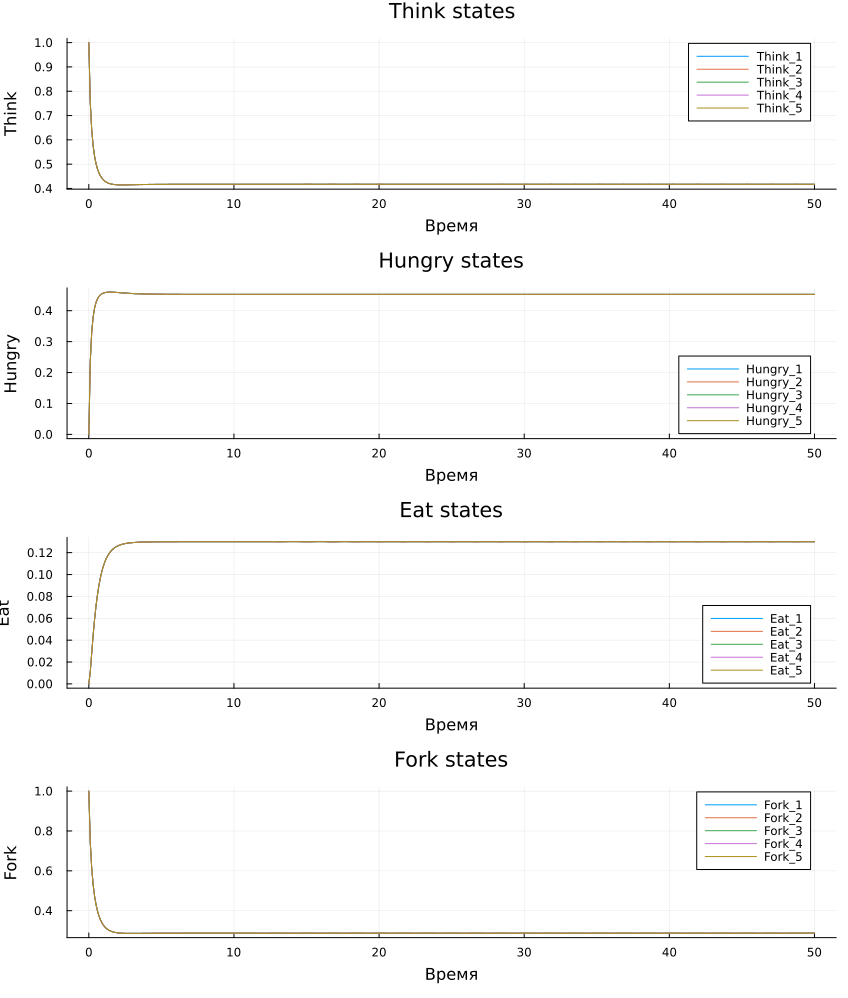 Think states
Think
1.0
0.9
0.8
0.7
0.6
0.5
0.4
Think_1
Think_2
Think_3
Think_4
Think_5
0 10 20 30 40 50
Время
Hungry states
Hungry
0.4
0.3
0.2
0.1
0.0
Hungry_1
Hungry_2
Hungry_3
Hungry_4
Hungry_5
0 10 20 30 40 50
Время
Eat states
Eat
0.12
0.10
0.08
0.06
0.04
0.02
0.00
Eat_1
Eat_2
Eat_3
Eat_4
Eat_5
0 10 20 30 40 50
Время
Fork states
Fork
1.0
0.8
0.6
0.4
Fork_1
Fork_2
Fork_3
Fork_4
Fork_5
0 10 20 30 40 50
Время